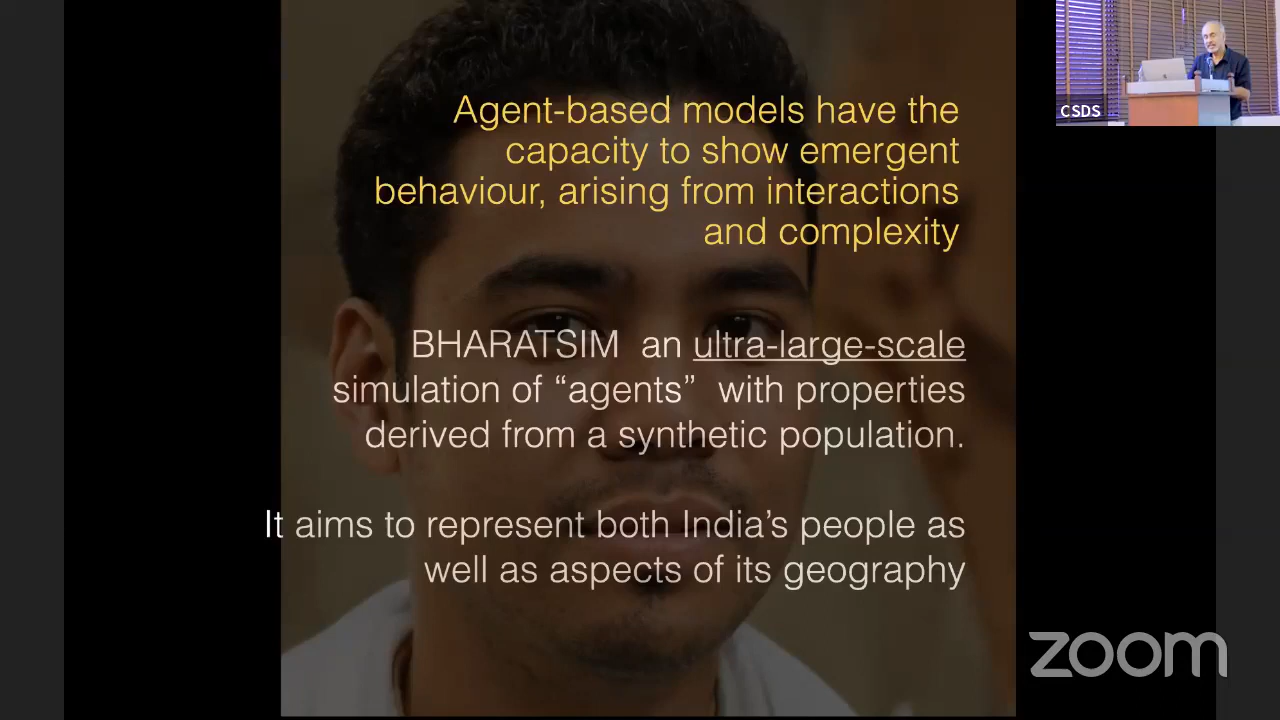 Agent-based models have the
capacity to show emergent
behaviour, arising from interactions
and complexity
BHARATSIM an ultra-large-scale
simulation of “agents” with properties
derived from a synthetic population.
It aims to represent both India’s people as
well as aspects of its geography
CSDS
zoom